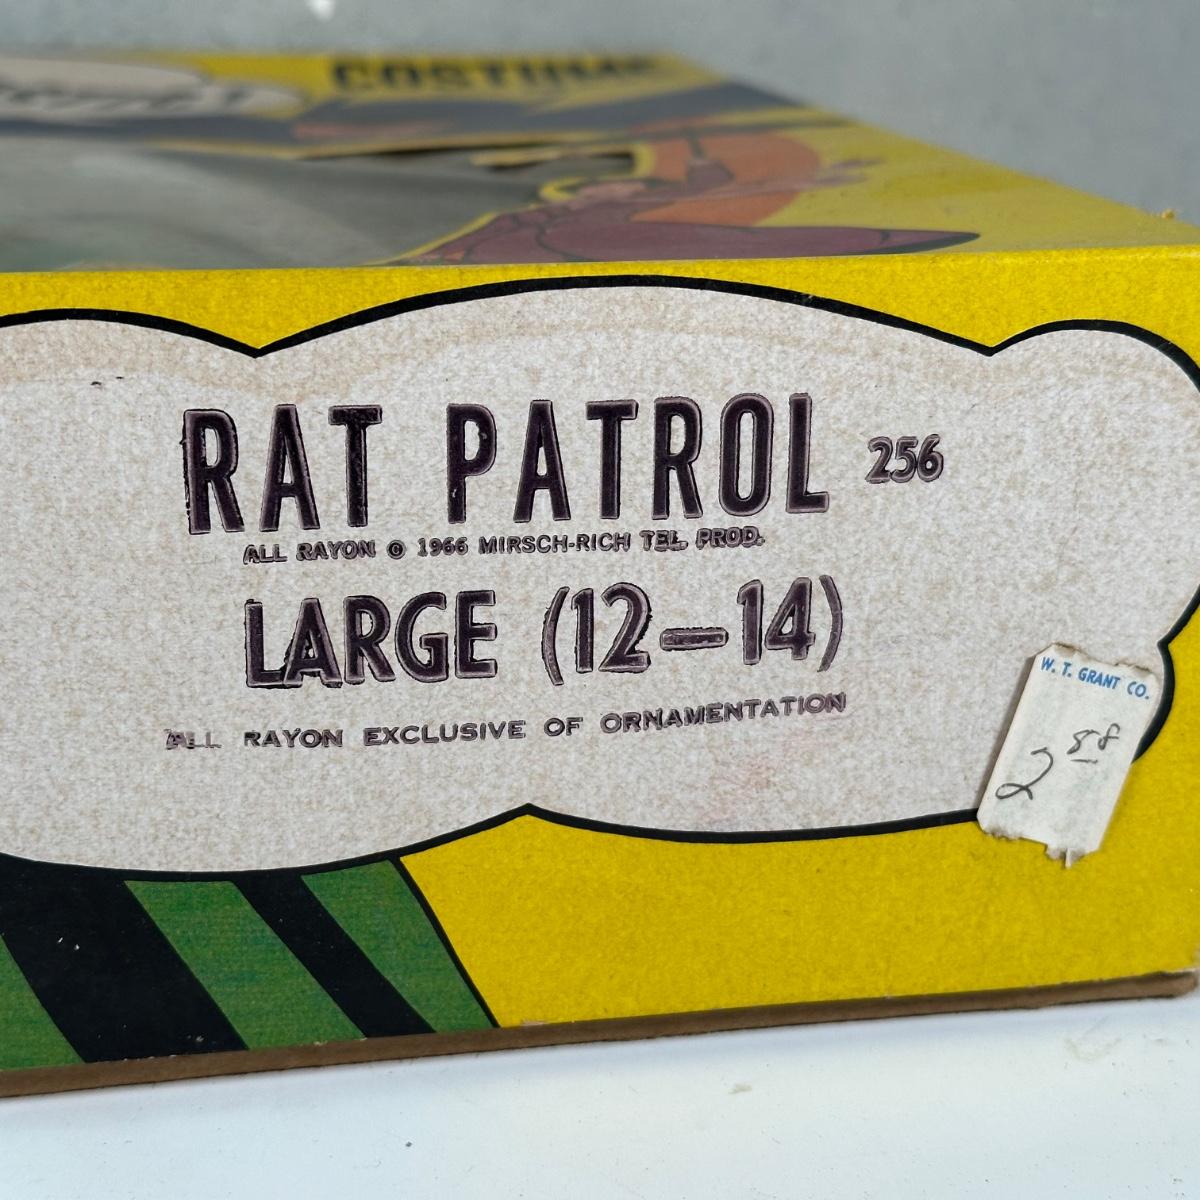 COSTUME
RAT PATROL 256
ALL RAYON © 1966 MIRSCH-RICH TEL. PROD.
LARGE (12-14)
ALL RAYON EXCLUSIVE OF ORNAMENTATION
W. T. GRANT CO.
2 88